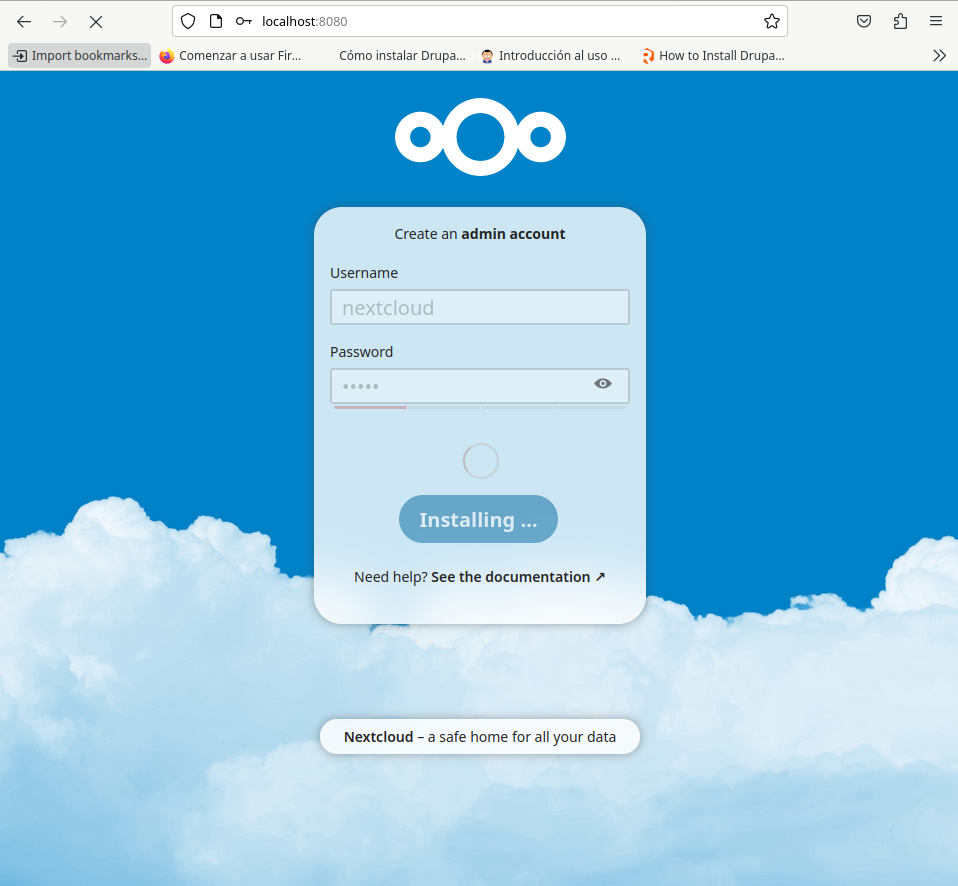 localhost:8080
Import bookmarks... Comenzar a usar Fir... Cómo instalar Drupa... Introducción al uso ... How to Install Drupa...
Create an admin account
Username
nextcloud
Password
•••••
Installing ...
Need help? See the documentation ↗
Nextcloud – a safe home for all your data